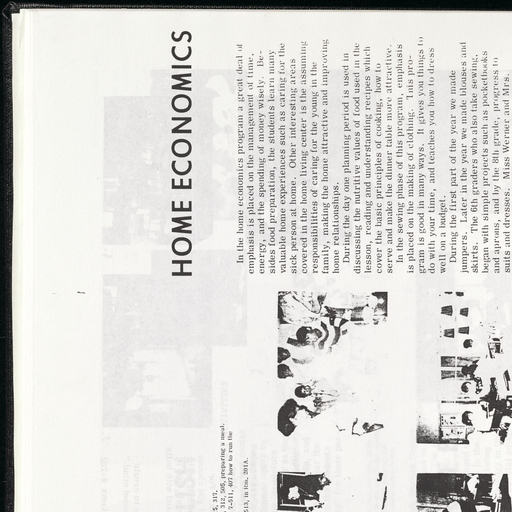 HOME ECONOMICS
In the home economics program a great deal of
emphasis is placed on the management of time,
energy, and the spending of money wisely. Be-
sides food preparation, the students learn many
valuable home experiences such as caring for the
sick person at home. Other interesting areas
covered in the home living center is the assuming
responsibilities of caring for the young in the
family, making the home attractive and improving
home relationships.
During the day one planning period is used in
discussing the nutritive values of food used in the
lesson, reading and understanding recipes which
cover the basic principles of cooking, how to
serve and make the dinner table more attractive.
In the sewing phase of this program, emphasis
is placed on the making of clothing. This pro-
gram is good in many ways. It gives you things to
do with your time, and teaches you how to dress
well on a budget.
During the first part of the year we made
jumpers. Later in the year we made blouses and
skirts. The 6th graders who also take sewing,
began with simple projects such as pocketbooks
and aprons, and by the 8th grade, progress to
suits and dresses. Miss Werner and Mrs.
5, 317,
312, 505, preparing a meal.
7-511, 407 how to run the
513, in rm. 201A.